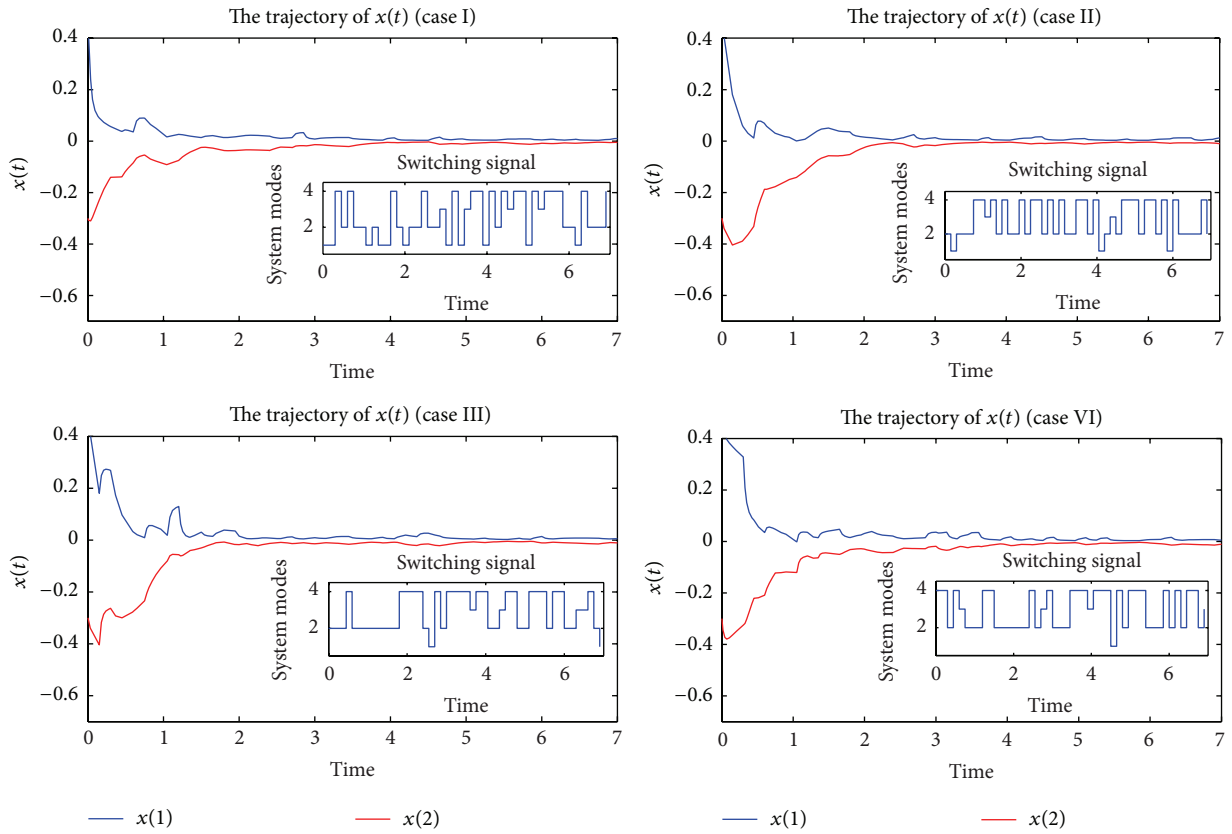 The trajectory of x(t) (case I)
0.4
0.2
0
−0.2
−0.4
−0.6
x(t)
0 1 2 3 4 5 6 7
Time
Switching signal
System modes
4
2
0 2 4 6
Time
The trajectory of x(t) (case II)
0.4
0.2
0
−0.2
−0.4
−0.6
x(t)
0 1 2 3 4 5 6 7
Time
Switching signal
System modes
4
2
0 2 4 6
Time
The trajectory of x(t) (case III)
0.4
0.2
0
−0.2
−0.4
−0.6
x(t)
0 1 2 3 4 5 6 7
Time
Switching signal
System modes
4
2
0 2 4 6
Time
x(1) x(2)
The trajectory of x(t) (case VI)
0.4
0.2
0
−0.2
−0.4
−0.6
x(t)
0 1 2 3 4 5 6 7
Time
Switching signal
System modes
4
2
0 2 4 6
Time
x(1) x(2)